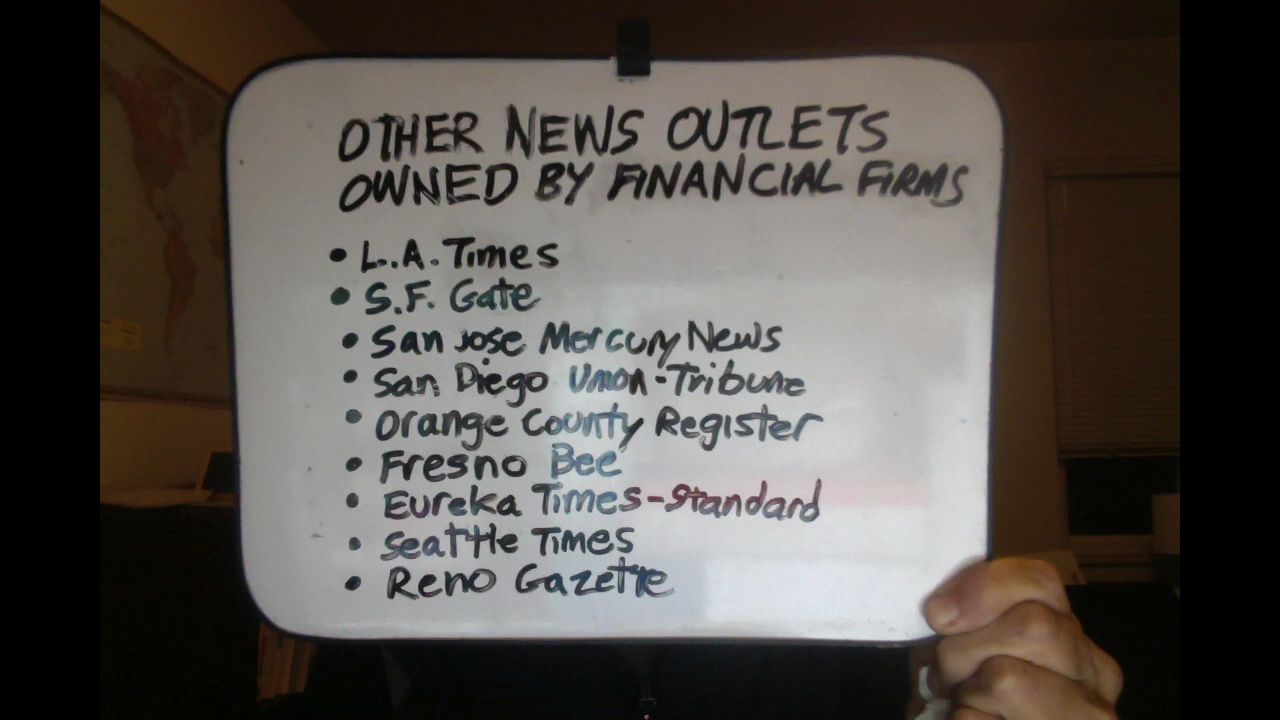 OTHER NEWS OUTLETS
OWNED BY FINANCIAL FIRMS
• L.A. Times
• S.F. Gate
• San Jose Mercury News
• San Diego Union-Tribune
• Orange County Register
• Fresno Bee
• Eureka Times-Standard
• Seattle Times
• Reno Gazette